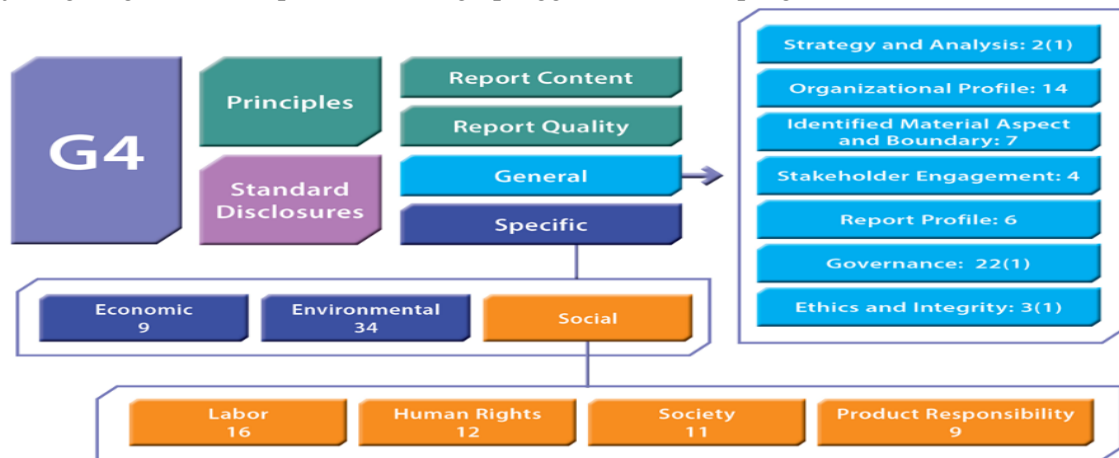 G4
Principles
Standard
Disclosures
Report Content
Report Quality
General
Specific
Strategy and Analysis: 2(1)
Organizational Profile: 14
Identified Material Aspect
and Boundary: 7
Stakeholder Engagement: 4
Report Profile: 6
Governance: 22(1)
Ethics and Integrity: 3(1)
Economic
9
Environmental
34
Social
Labor
16
Human Rights
12
Society
11
Product Responsibility
9